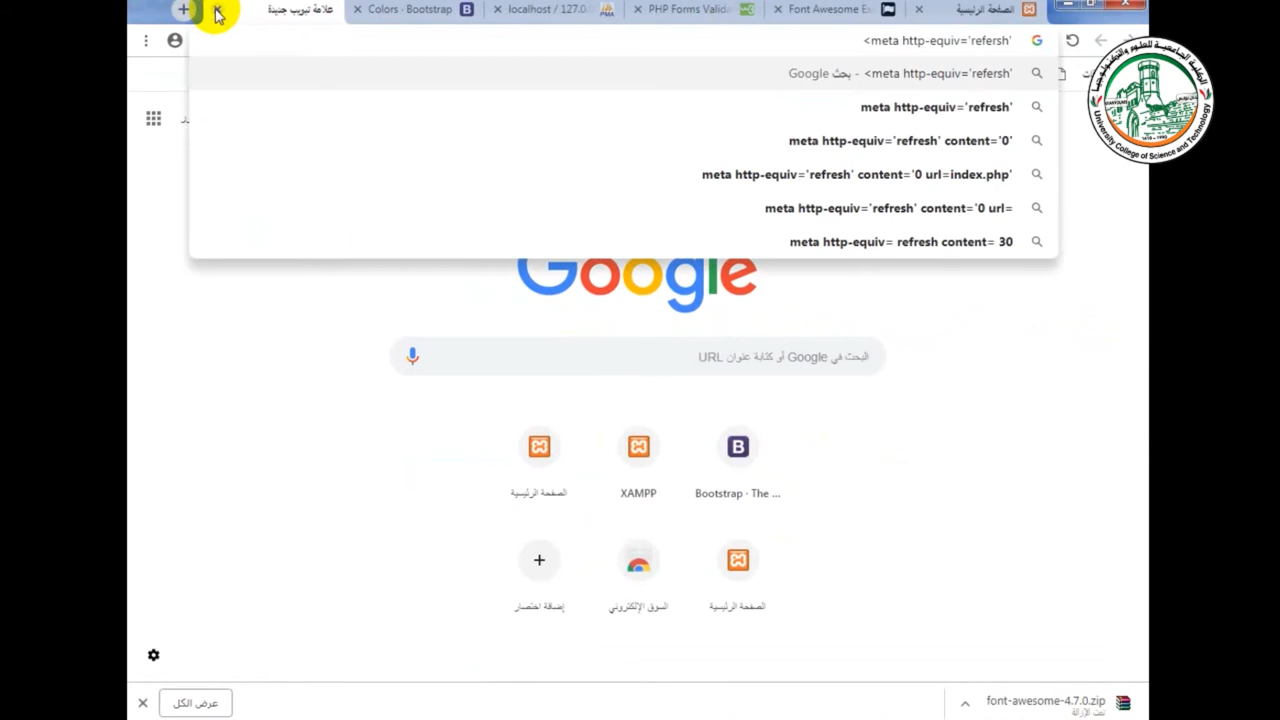 الصفحة الرئيسية
Font Awesome E
PHP Forms Valid
localhost / 127.0
Colors · Bootstrap
علامة تبويب جديدة
<meta http-equiv='refersh'
<meta http-equiv='refersh' - بحث Google
meta http-equiv='refresh'
meta http-equiv='refresh' content='0'
meta http-equiv='refresh' content='0 url=index.php'
meta http-equiv='refresh' content='0 url=
meta http-equiv= refresh content= 30
Google
البحث في Google أو كتابة عنوان URL
Bootstrap · The ...
XAMPP
الصفحة الرئيسية
الصفحة الرئيسية
السوق الإلكتروني
إضافة اختصار
font-awesome-4.7.0.zip
تمت الإزالة
عرض الكل
الكلية الجامعية للعلوم والتكنولوجيا
University College of Science and Technology